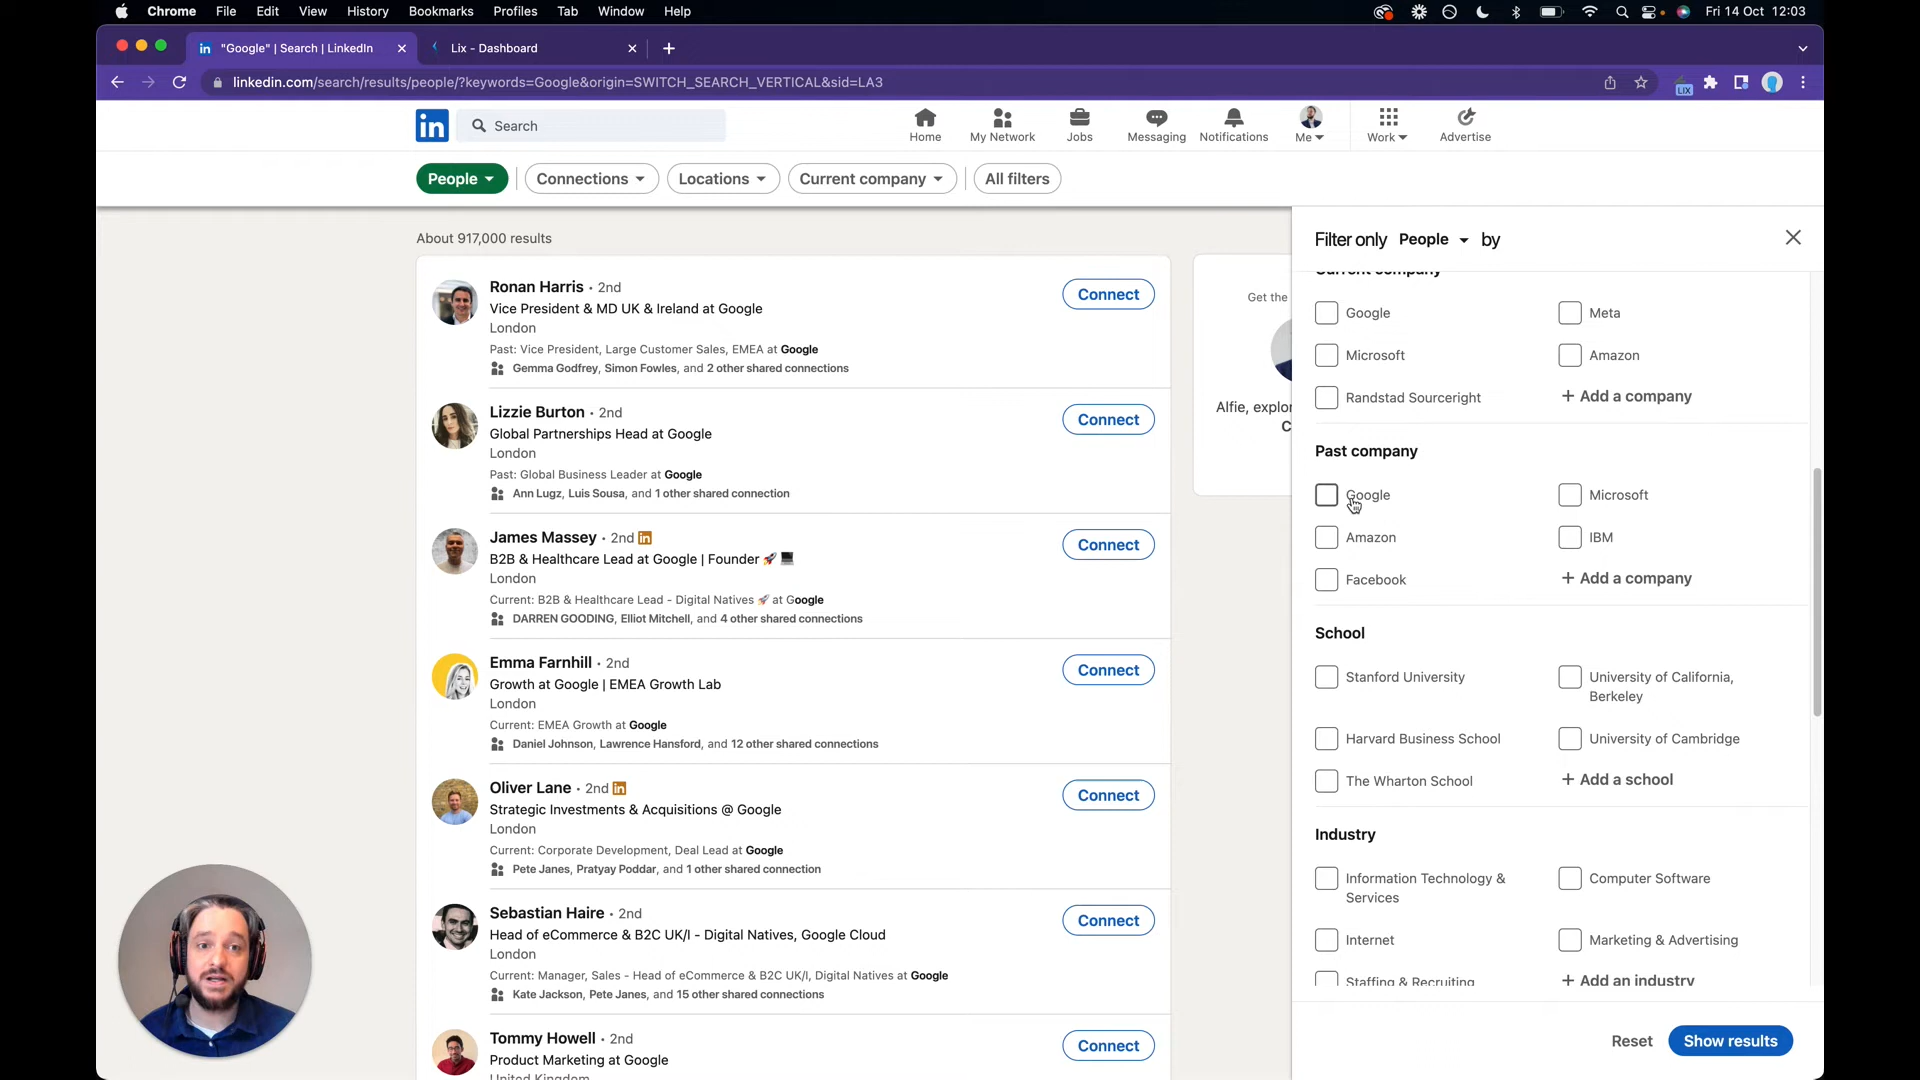 Chrome File Edit View History Bookmarks Profiles Tab Window Help Fri 14 Oct 12:03
in "Google" | Search | LinkedIn Lix - Dashboard
linkedin.com/search/results/people/?keywords=Google&origin=SWITCH_SEARCH_VERTICAL&sid=LA3 LIX
in Search Home My Network Jobs Messaging Notifications Me Work Advertise
People Connections Locations Current company All filters
About 917,000 results
Ronan Harris • 2nd
Vice President & MD UK & Ireland at Google
London
Past: Vice President, Large Customer Sales, EMEA at Google
Gemma Godfrey, Simon Fowles, and 2 other shared connections
Connect
Lizzie Burton • 2nd
Global Partnerships Head at Google
London
Past: Global Business Leader at Google
Ann Lugz, Luis Sousa, and 1 other shared connection
Connect
James Massey • 2nd in
B2B & Healthcare Lead at Google | Founder 🚀 💻
London
Current: B2B & Healthcare Lead - Digital Natives 🚀 at Google
DARREN GOODING, Elliot Mitchell, and 4 other shared connections
Connect
Emma Farnhill • 2nd
Growth at Google | EMEA Growth Lab
London
Current: EMEA Growth at Google
Daniel Johnson, Lawrence Hansford, and 12 other shared connections
Connect
Oliver Lane • 2nd in
Strategic Investments & Acquisitions @ Google
London
Current: Corporate Development, Deal Lead at Google
Pete Janes, Pratyay Poddar, and 1 other shared connection
Connect
Sebastian Haire • 2nd
Head of eCommerce & B2C UK/I - Digital Natives, Google Cloud
London
Current: Manager, Sales - Head of eCommerce & B2C UK/I, Digital Natives at Google
Kate Jackson, Pete Janes, and 15 other shared connections
Connect
Tommy Howell • 2nd
Product Marketing at Google
United Kingdom
Connect
Get the
Alfie, explor
C
Filter only People by
Current company
Google Meta
Microsoft Amazon
Randstad Sourceright + Add a company
Past company
Google Microsoft
Amazon IBM
Facebook + Add a company
School
Stanford University University of California,
Berkeley
Harvard Business School University of Cambridge
The Wharton School + Add a school
Industry
Information Technology & Computer Software
Services
Internet Marketing & Advertising
Staffing & Recruiting + Add an industry
Reset Show results